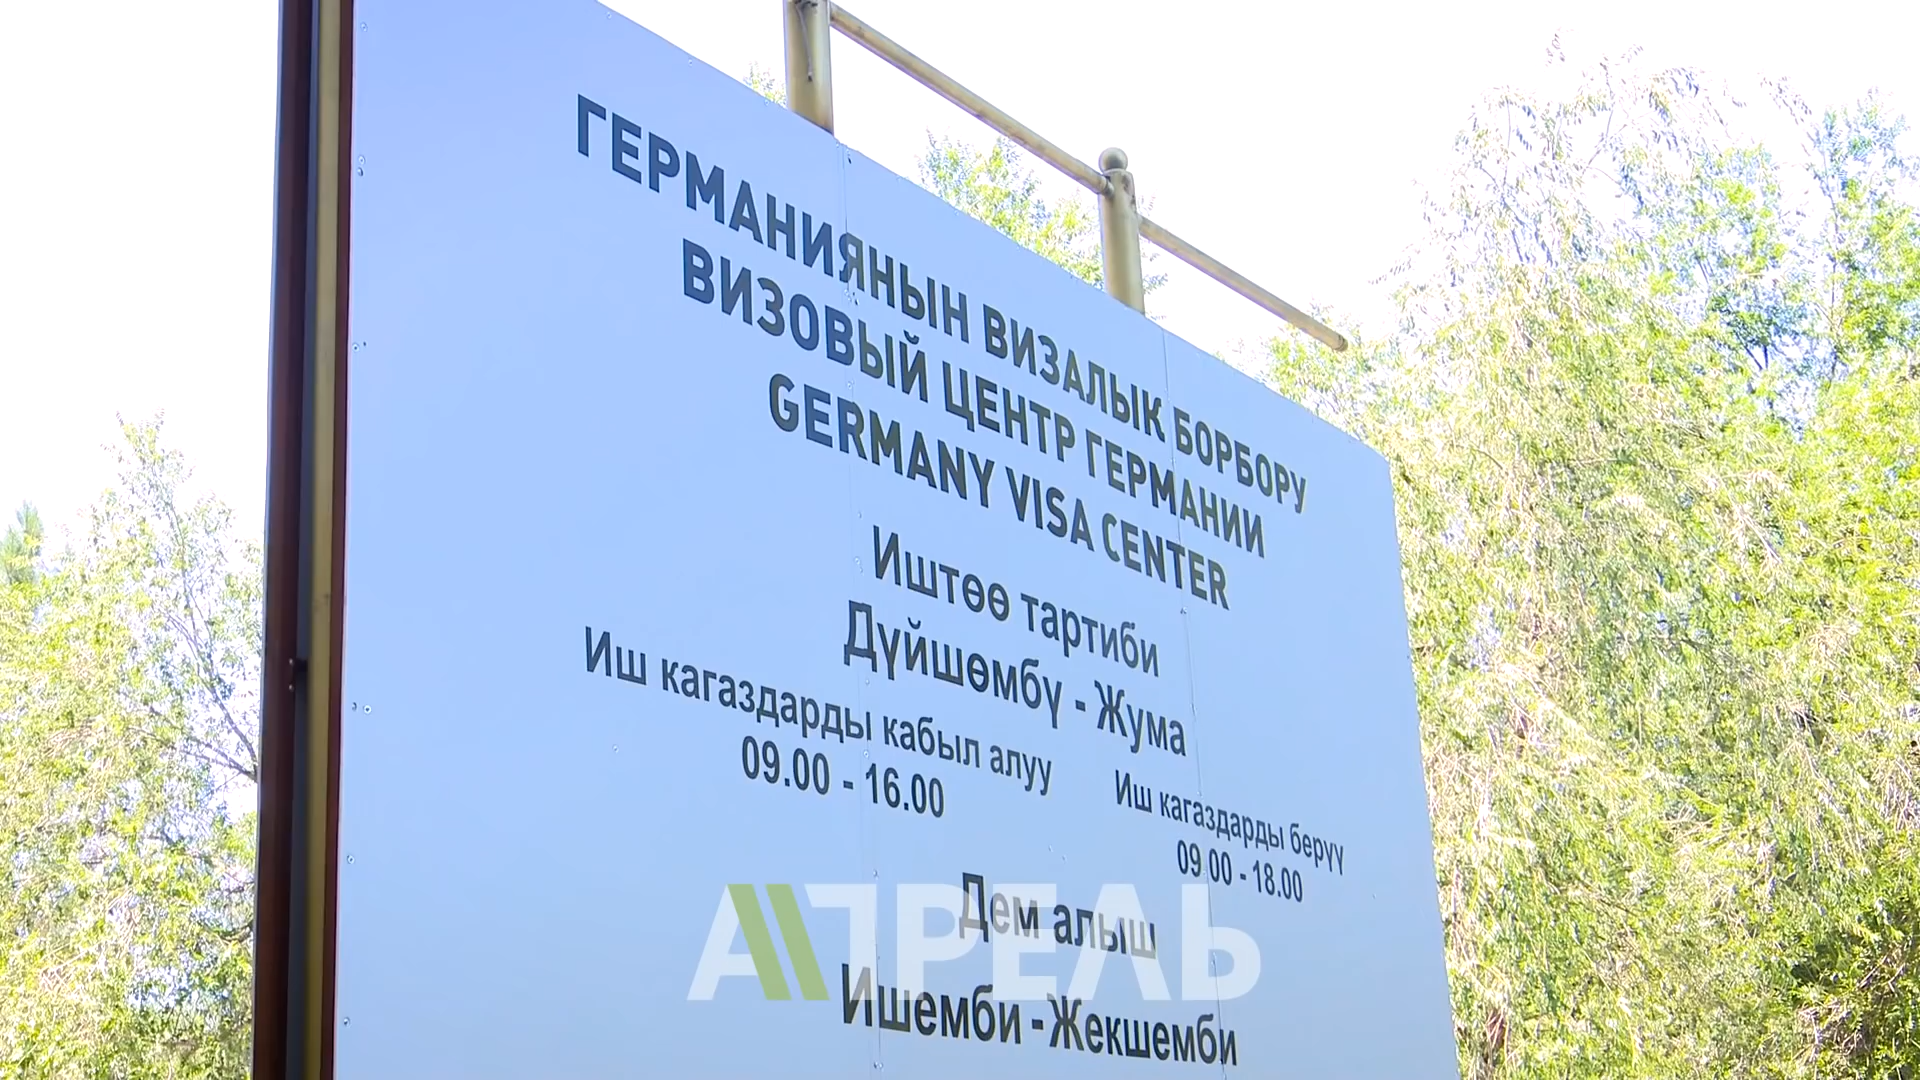 ГЕРМАНИЯНЫН ВИЗАЛЫК БОРБОРУ
ВИЗОВЫЙ ЦЕНТР ГЕРМАНИИ
GERMANY VISA CENTER
Иштөө тартиби
Дүйшөмбү - Жума
Иш кагаздарды кабыл алуу
09.00 - 16.00
Иш кагаздарды берүү
09.00 - 18.00
Дем алыш
Ишемби - Жекшемби
АПРЕЛЬ